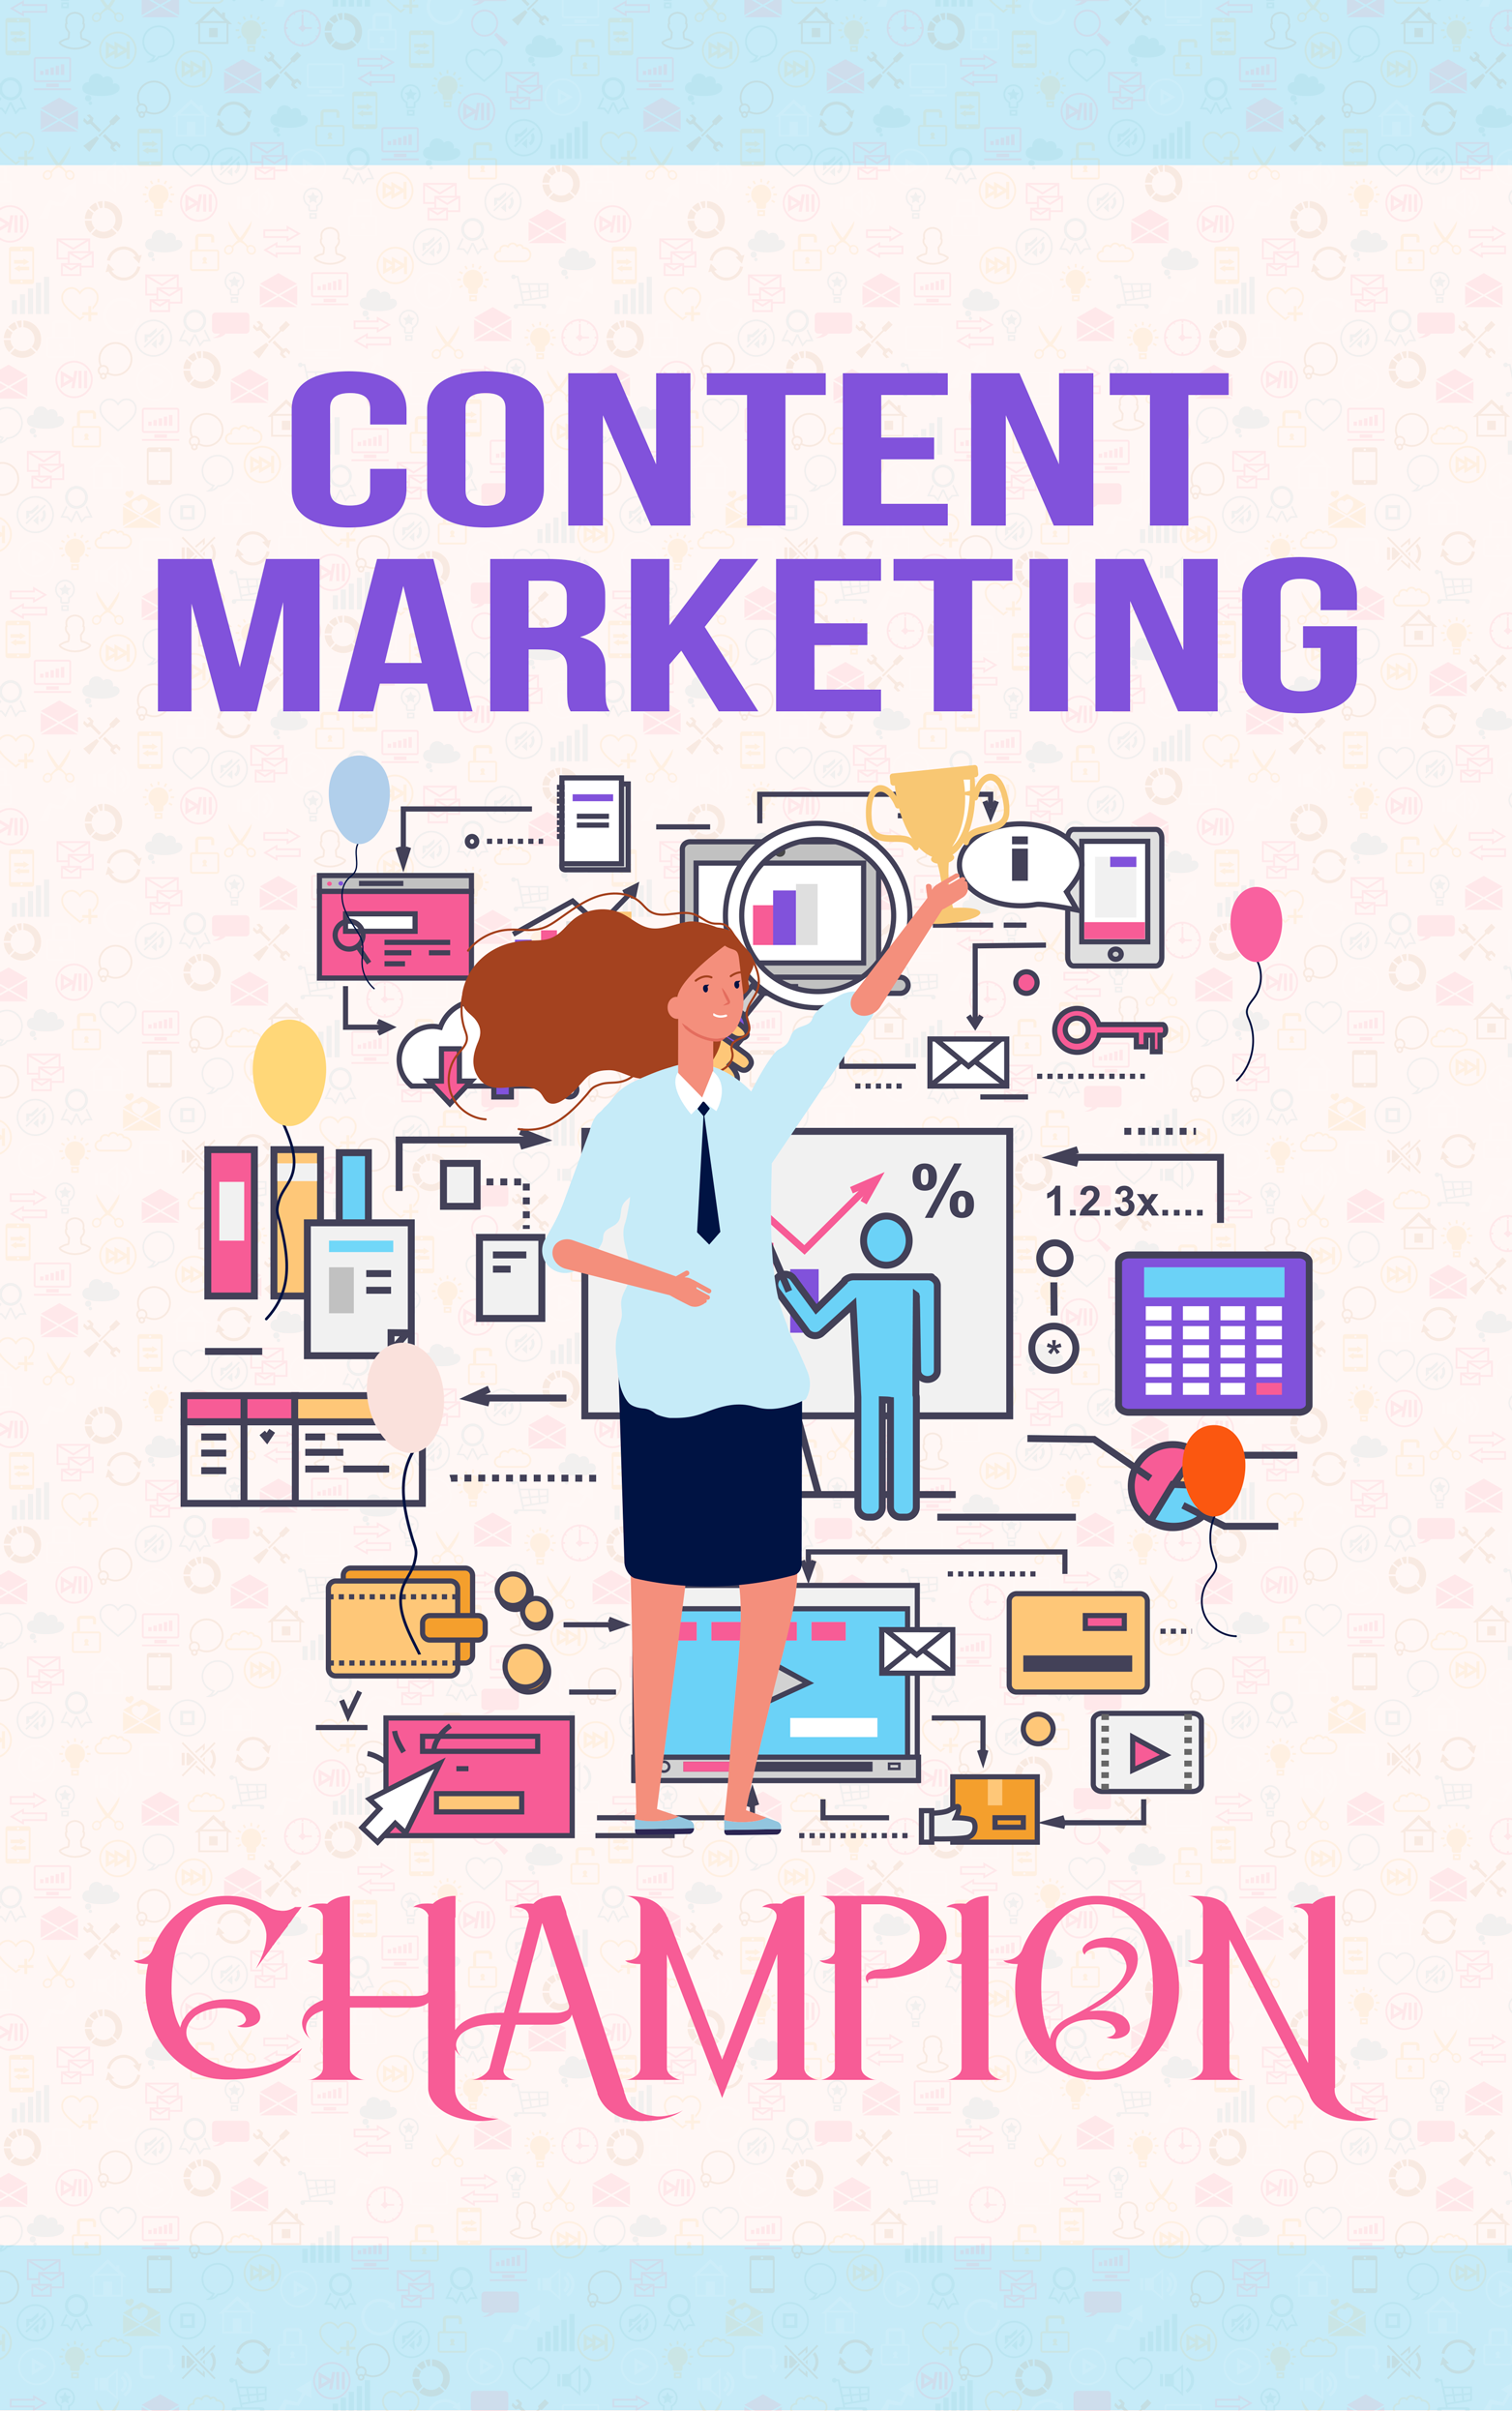 CONTENT
MARKETING
i
%
1.2.3x....
*
CHAMPION